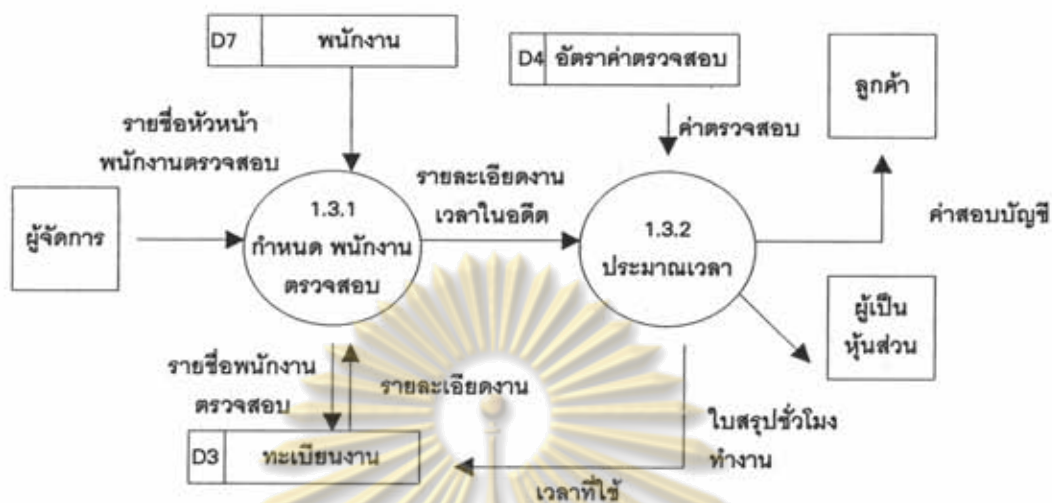 D7 พนักงาน
D4 อัตราค่าตรวจสอบ
ลูกค้า
รายชื่อหัวหน้า
พนักงานตรวจสอบ
ค่าตรวจสอบ
รายละเอียดงาน
เวลาในอดีต
ผู้จัดการ
1.3.1
กำหนด พนักงาน
ตรวจสอบ
1.3.2
ประมาณเวลา
ค่าสอบบัญชี
ผู้เป็น
หุ้นส่วน
รายชื่อพนักงาน
ตรวจสอบ
รายละเอียดงาน
ใบสรุปชั่วโมง
ทำงาน
D3 ทะเบียนงาน
เวลาที่ใช้